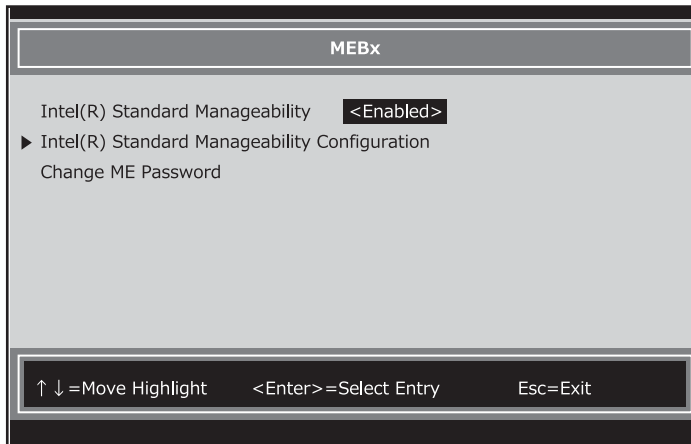 MEBx
Intel(R) Standard Manageability <Enabled>
▶ Intel(R) Standard Manageability Configuration
Change ME Password
↑↓=Move Highlight <Enter>=Select Entry Esc=Exit